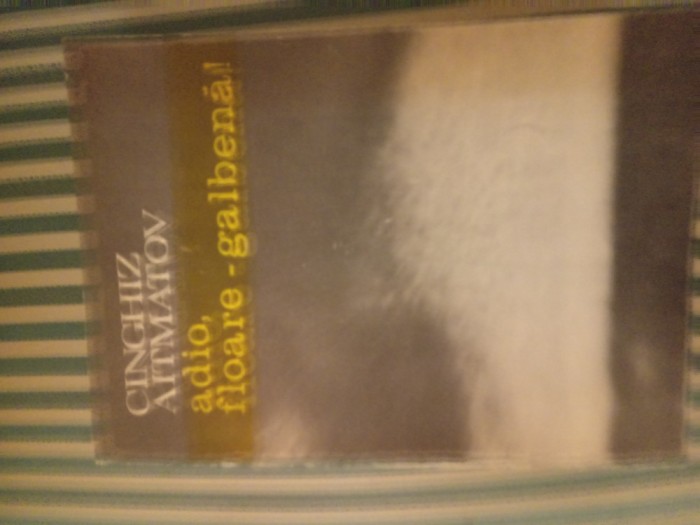 CINGHIZ
AITMATOV
adio,
floare-galbenă!